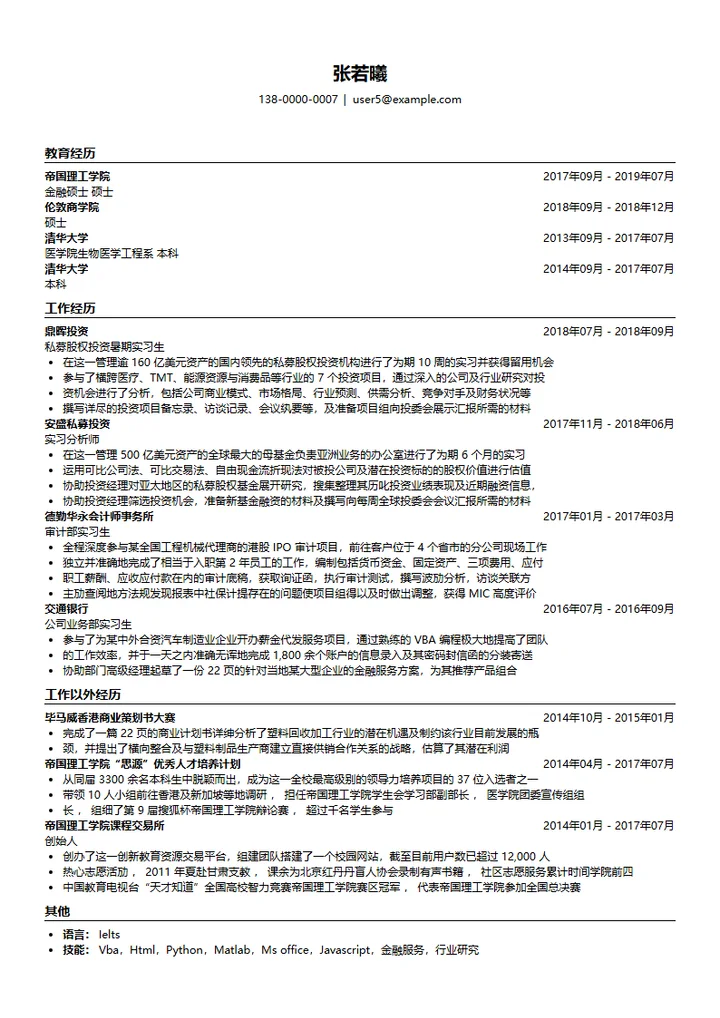 张若曦
138-0000-0007 | user5@example.com
教育经历
帝国理工学院 2017年09月 - 2019年07月
金融硕士 硕士
伦敦商学院 2018年09月 - 2018年12月
硕士
清华大学 2013年09月 - 2017年07月
医学院生物医学工程系 本科
清华大学 2014年09月 - 2017年07月
本科
工作经历
鼎晖投资 2018年07月 - 2018年09月
私募股权投资暑期实习生
• 在这一管理逾 160 亿美元资产的国内领先的私募股权投资机构进行了为期 10 周的实习并获得留用机会
• 参与了横跨医疗、TMT、能源资源与消费品等行业的 7 个投资项目，通过深入的公司及行业研究对投
• 资机会进行了分析，包括公司商业模式、市场格局、行业预测、供需分析、竞争对手及财务状况等
• 撰写详尽的投资项目备忘录、访谈记录、会议纨要等，及准备项目组向投委会展示汇报所需的材料
安盛私募投资 2017年11月 - 2018年06月
实习分析师
• 在这一管理 500 亿美元资产的全球最大的母基金负责亚洲业务的办公室进行了为期 6 个月的实习
• 运用可比公司法、可比交易法、自由现金流折现法对被投公司及潜在投资标的的股权价值进行估值
• 协助投资经理对亚太地区的私募股权基金展开研究，搜集整理其历叱投资业绩表现及近期融资信息，
• 协助投资经理筛选投资机会，准备新基金融资的材料及撰写向每周全球投委会会议汇报所需的材料
德勤华永会计师事务所 2017年01月 - 2017年03月
审计部实习生
• 全程深度参与某全国工程机械代理商的港股 IPO 审计项目，前往客户位于 4 个省市的分公司现场工作
• 独立并准确地完成了相当于入职第 2 年员工的工作，编制包括货币资金、固定资产、三项费用、应付
• 职工薪酬、应收应付款在内的审计底稿，获取询证函，执行审计测试，撰写波劢分析，访谈关联方
• 主劢查阅地方法规发现报表中社保计提存在的问题使项目组得以及时做出调整，获得 MIC 高度评价
交通银行 2016年07月 - 2016年09月
公司业务部实习生
• 参与了为某中外合资汽车制造业企业开办薪金代发服务项目，通过熟练的 VBA 编程极大地提高了团队
• 的工作效率，并于一天之内准确无诨地完成 1,800 余个账户的信息录入及其密码封信函的分装寄送
• 协助部门高级经理起草了一份 22 页的针对当地某大型业的金融服务方案，为其推荐产品组合
工作以外经历
毕马威香港商业策划书大赛 2014年10月 - 2015年01月
• 完成了一篇 22 页的商业计划书详绅分析了塑料回收加工行业的潜在机遇及制约该行业目前发展的瓶
• 颈，并提出了横向整合及与塑料制品生产商建立直接供销合作关系的战略，估算了其潜在利润
帝国理工学院“思源”优秀人才培养计划 2014年04月 - 2017年07月
• 从同届 3300 余名本科生中脱颖而出，成为这一全校最高级别的领导力培养项目的 37 位入选者之一
• 带领 10 人小组前往香港及新加坡等地调研 ， 担任帝国理工学院学生会学习部副部长 ， 医学院团委宣传组组
• 长 ， 组细了第 9 届搜狐杯帝国理工学院辩论赛 ， 超过千名学生参与
帝国理工学院课程交易所 2014年01月 - 2017年07月
创始人
• 创办了这一创新教育资源交易平台，组建团队搭建了一个校园网站，截至目前用户数已超过 12,000 人
• 热心志愿活动 ， 2011 年夏赴甘肃支教 ， 课余为北京红丹丹盲人协会录制有声书籍 ， 社区志愿服务累计时间学院前四
• 中国教育电视台“天才知道”全国高校智力竞赛帝国理工学院赛区冠军 ， 代表帝国理工学院参加全国总决赛
其他
• 语言： Ielts
• 技能： Vba，Html，Python，Matlab，Ms office，Javascript，金融服务，行业研究